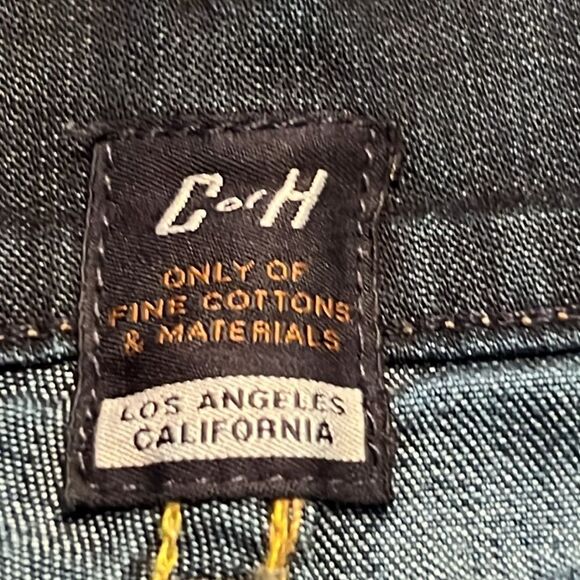 C of H
ONLY OF
FINE COTTONS
& MATERIALS
LOS ANGELES
CALIFORNIA